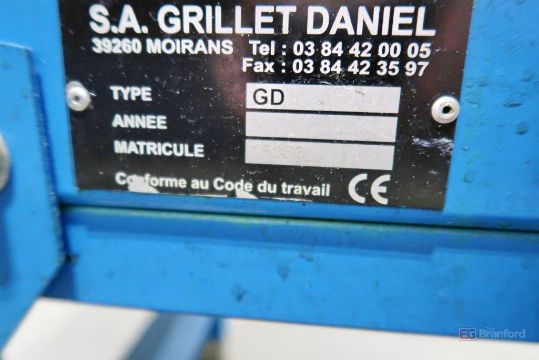 S.A. GRILLET DANIEL
39260 MOIRANS Tel : 03 84 42 00 05
Fax : 03 84 42 35 97
TYPE GD
ANNEE
MATRICULE
Conforme au Code du travail CE
Branford